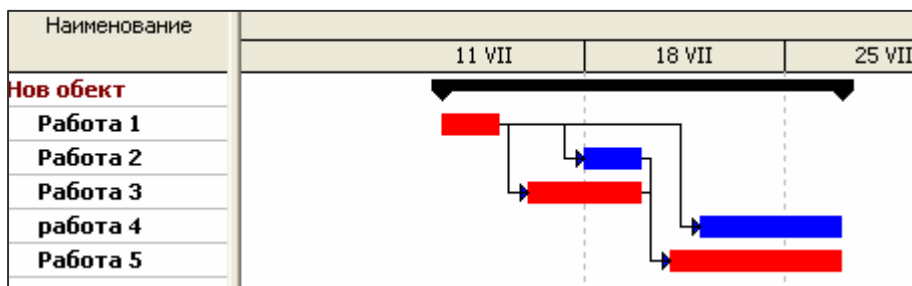 Наименование
11 VII
18 VII
25 VII
Нов обект
Работа 1
Работа 2
Работа 3
работа 4
Работа 5